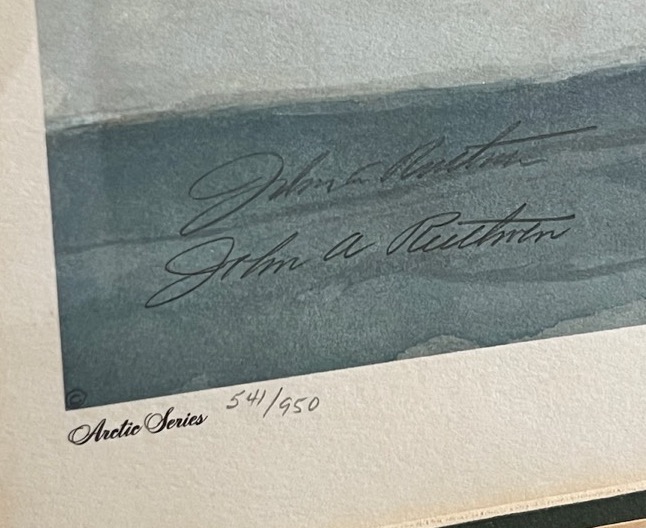 John A Ruthven
John A Ruthven
©
Arctic Series 541/950